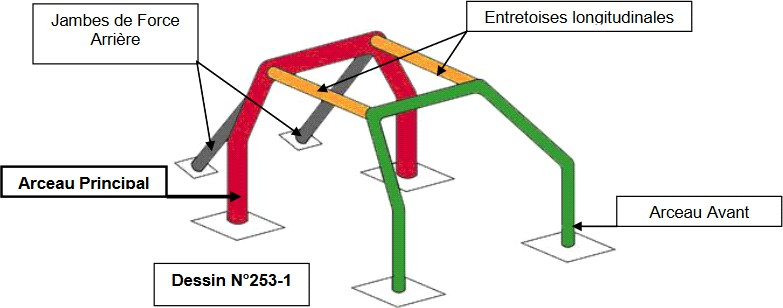 Jambes de Force
Arrière
Entretoises longitudinales
Arceau Principal
Arceau Avant
Dessin N°253-1